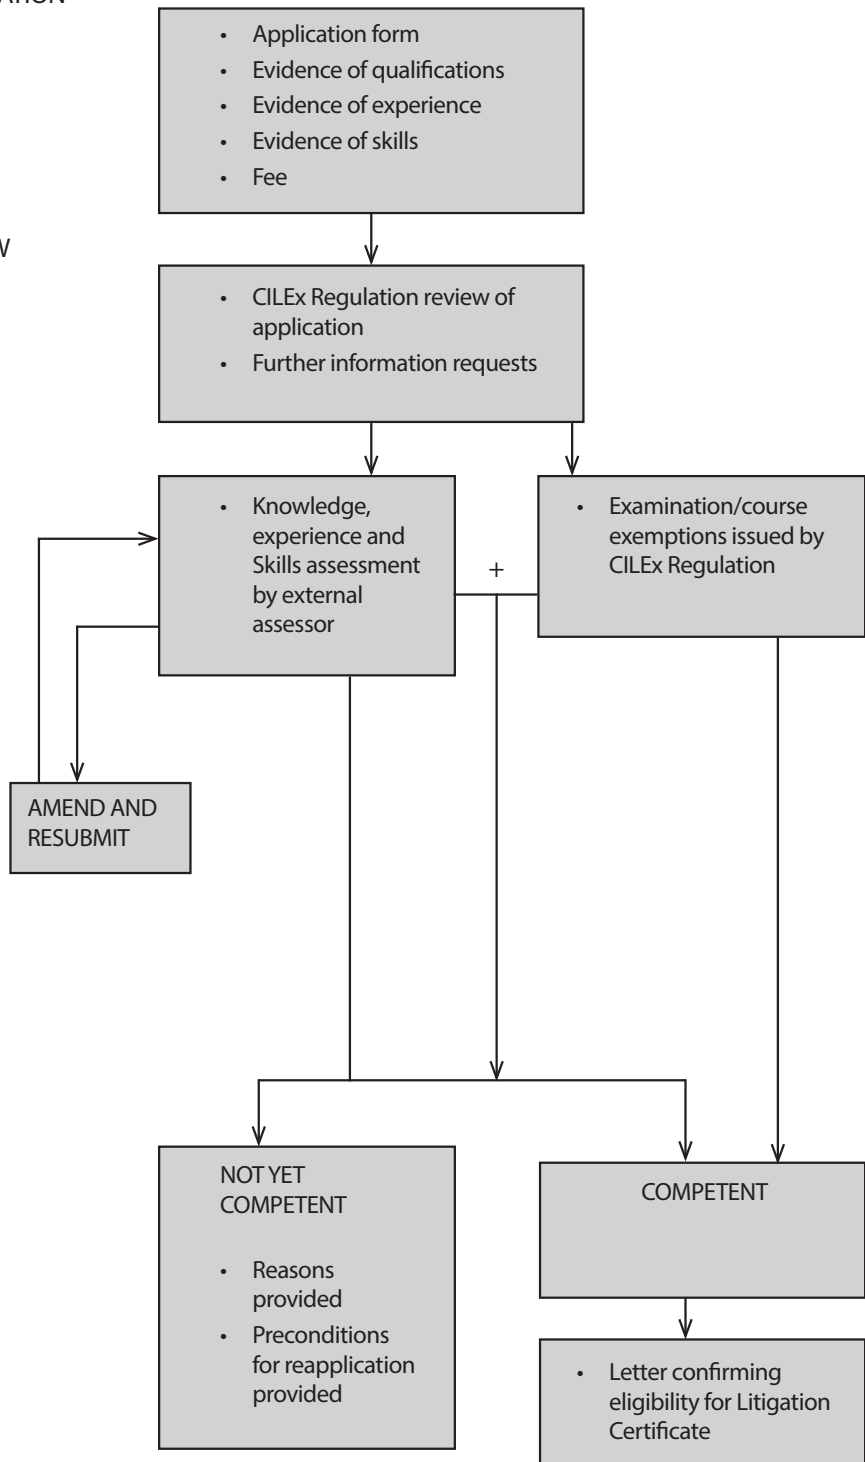 • Application form
• Evidence of qualifications
• Evidence of experience
• Evidence of skills
• Fee
• CILEx Regulation review of
application
• Further information requests
• Knowledge,
experience and
Skills assessment
by external
assessor
+
• Examination/course
exemptions issued by
CILEx Regulation
AMEND AND
RESUBMIT
NOT YET
COMPETENT
• Reasons
provided
• Preconditions
for reapplication
provided
COMPETENT
• Letter confirming
eligibility for Litigation
Certificate